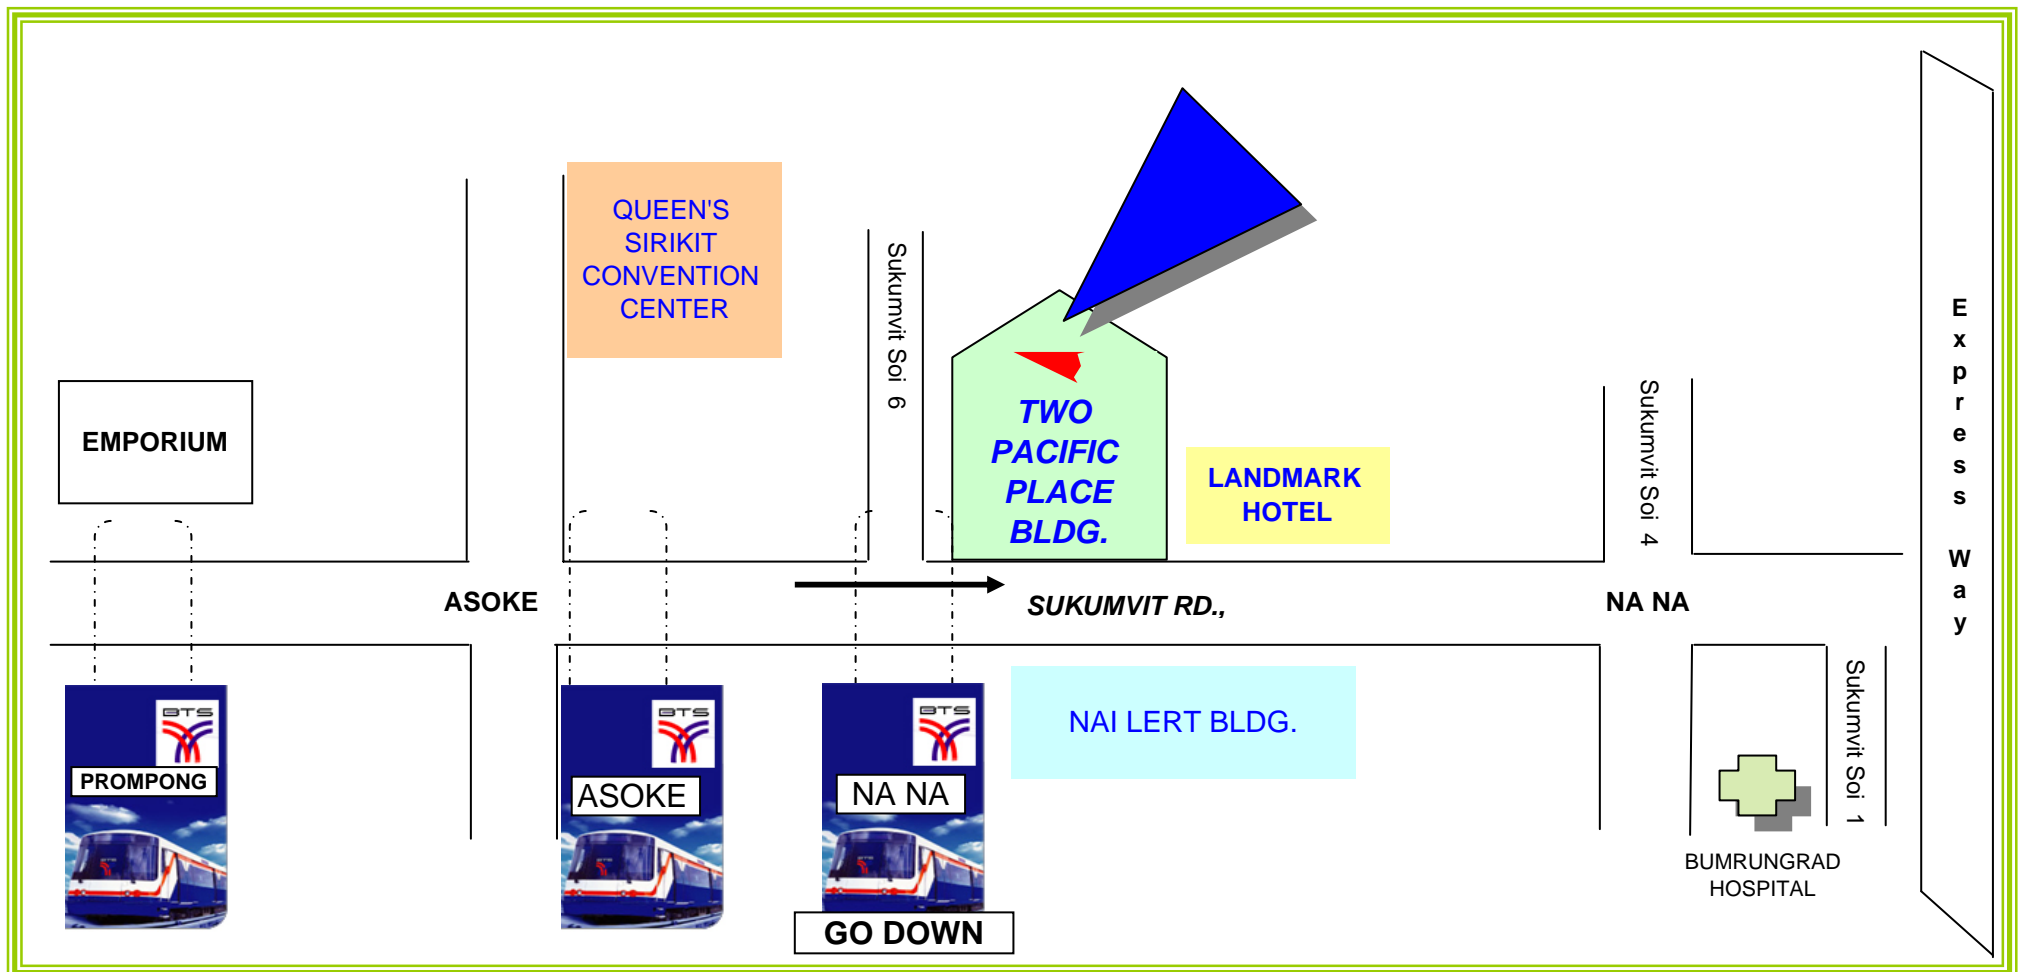 QUEEN'S
SIRIKIT
CONVENTION
CENTER
Sukumvit Soi 6
EMPORIUM
TWO
PACIFIC
PLACE
BLDG.
LANDMARK
HOTEL
Sukumvit Soi 4
Express Way
ASOKE
SUKUMVIT RD.,
NA NA
BTS
PROMPONG
BTS
ASOKE
BTS
NA NA
GO DOWN
NAI LERT BLDG.
Sukumvit Soi 1
BUMRUNGRAD
HOSPITAL